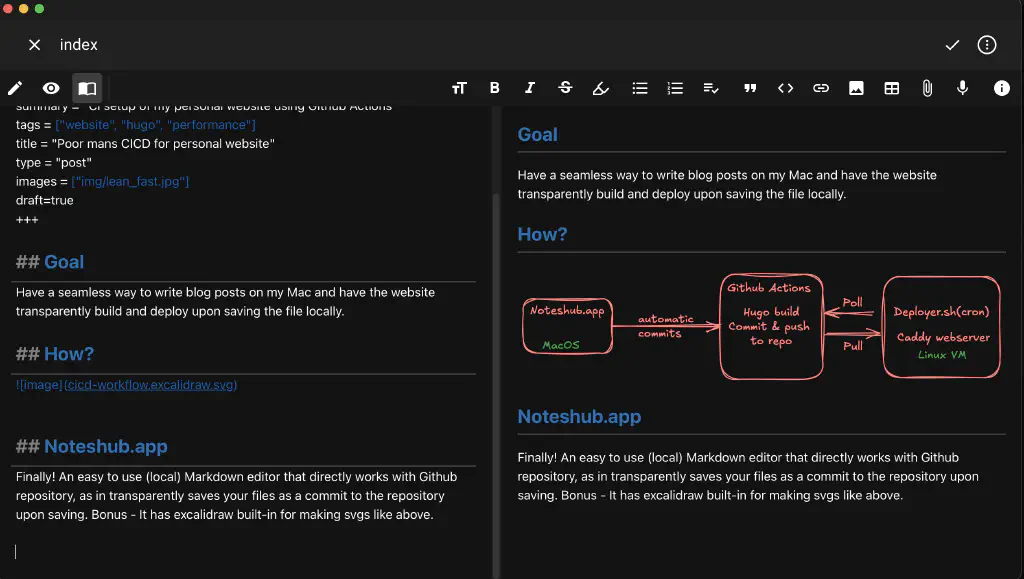 index
summary = "CI setup of my personal website using Github Actions"
tags = ["website", "hugo", "performance"]
title = "Poor mans CICD for personal website"
type = "post"
images = ["img/lean_fast.jpg"]
draft=true
+++
## Goal
Have a seamless way to write blog posts on my Mac and have the website
transparently build and deploy upon saving the file locally.
## How?
![image](cicd-workflow.excalidraw.svg)
## Noteshub.app
Finally! An easy to use (local) Markdown editor that directly works with Github
repository, as in transparently saves your files as a commit to the repository
upon saving. Bonus - It has excalidraw built-in for making svgs like above.
Goal
Have a seamless way to write blog posts on my Mac and have the website
transparently build and deploy upon saving the file locally.
How?
Noteshub.app
MacOS
automatic
commits
Github Actions
Hugo build
Commit & push
to repo
Poll
Pull
Deployer.sh(cron)
Caddy webserver
Linux VM
Noteshub.app
Finally! An easy to use (local) Markdown editor that directly works with Github
repository, as in transparently saves your files as a commit to the repository upon
saving. Bonus - It has excalidraw built-in for making svgs like above.